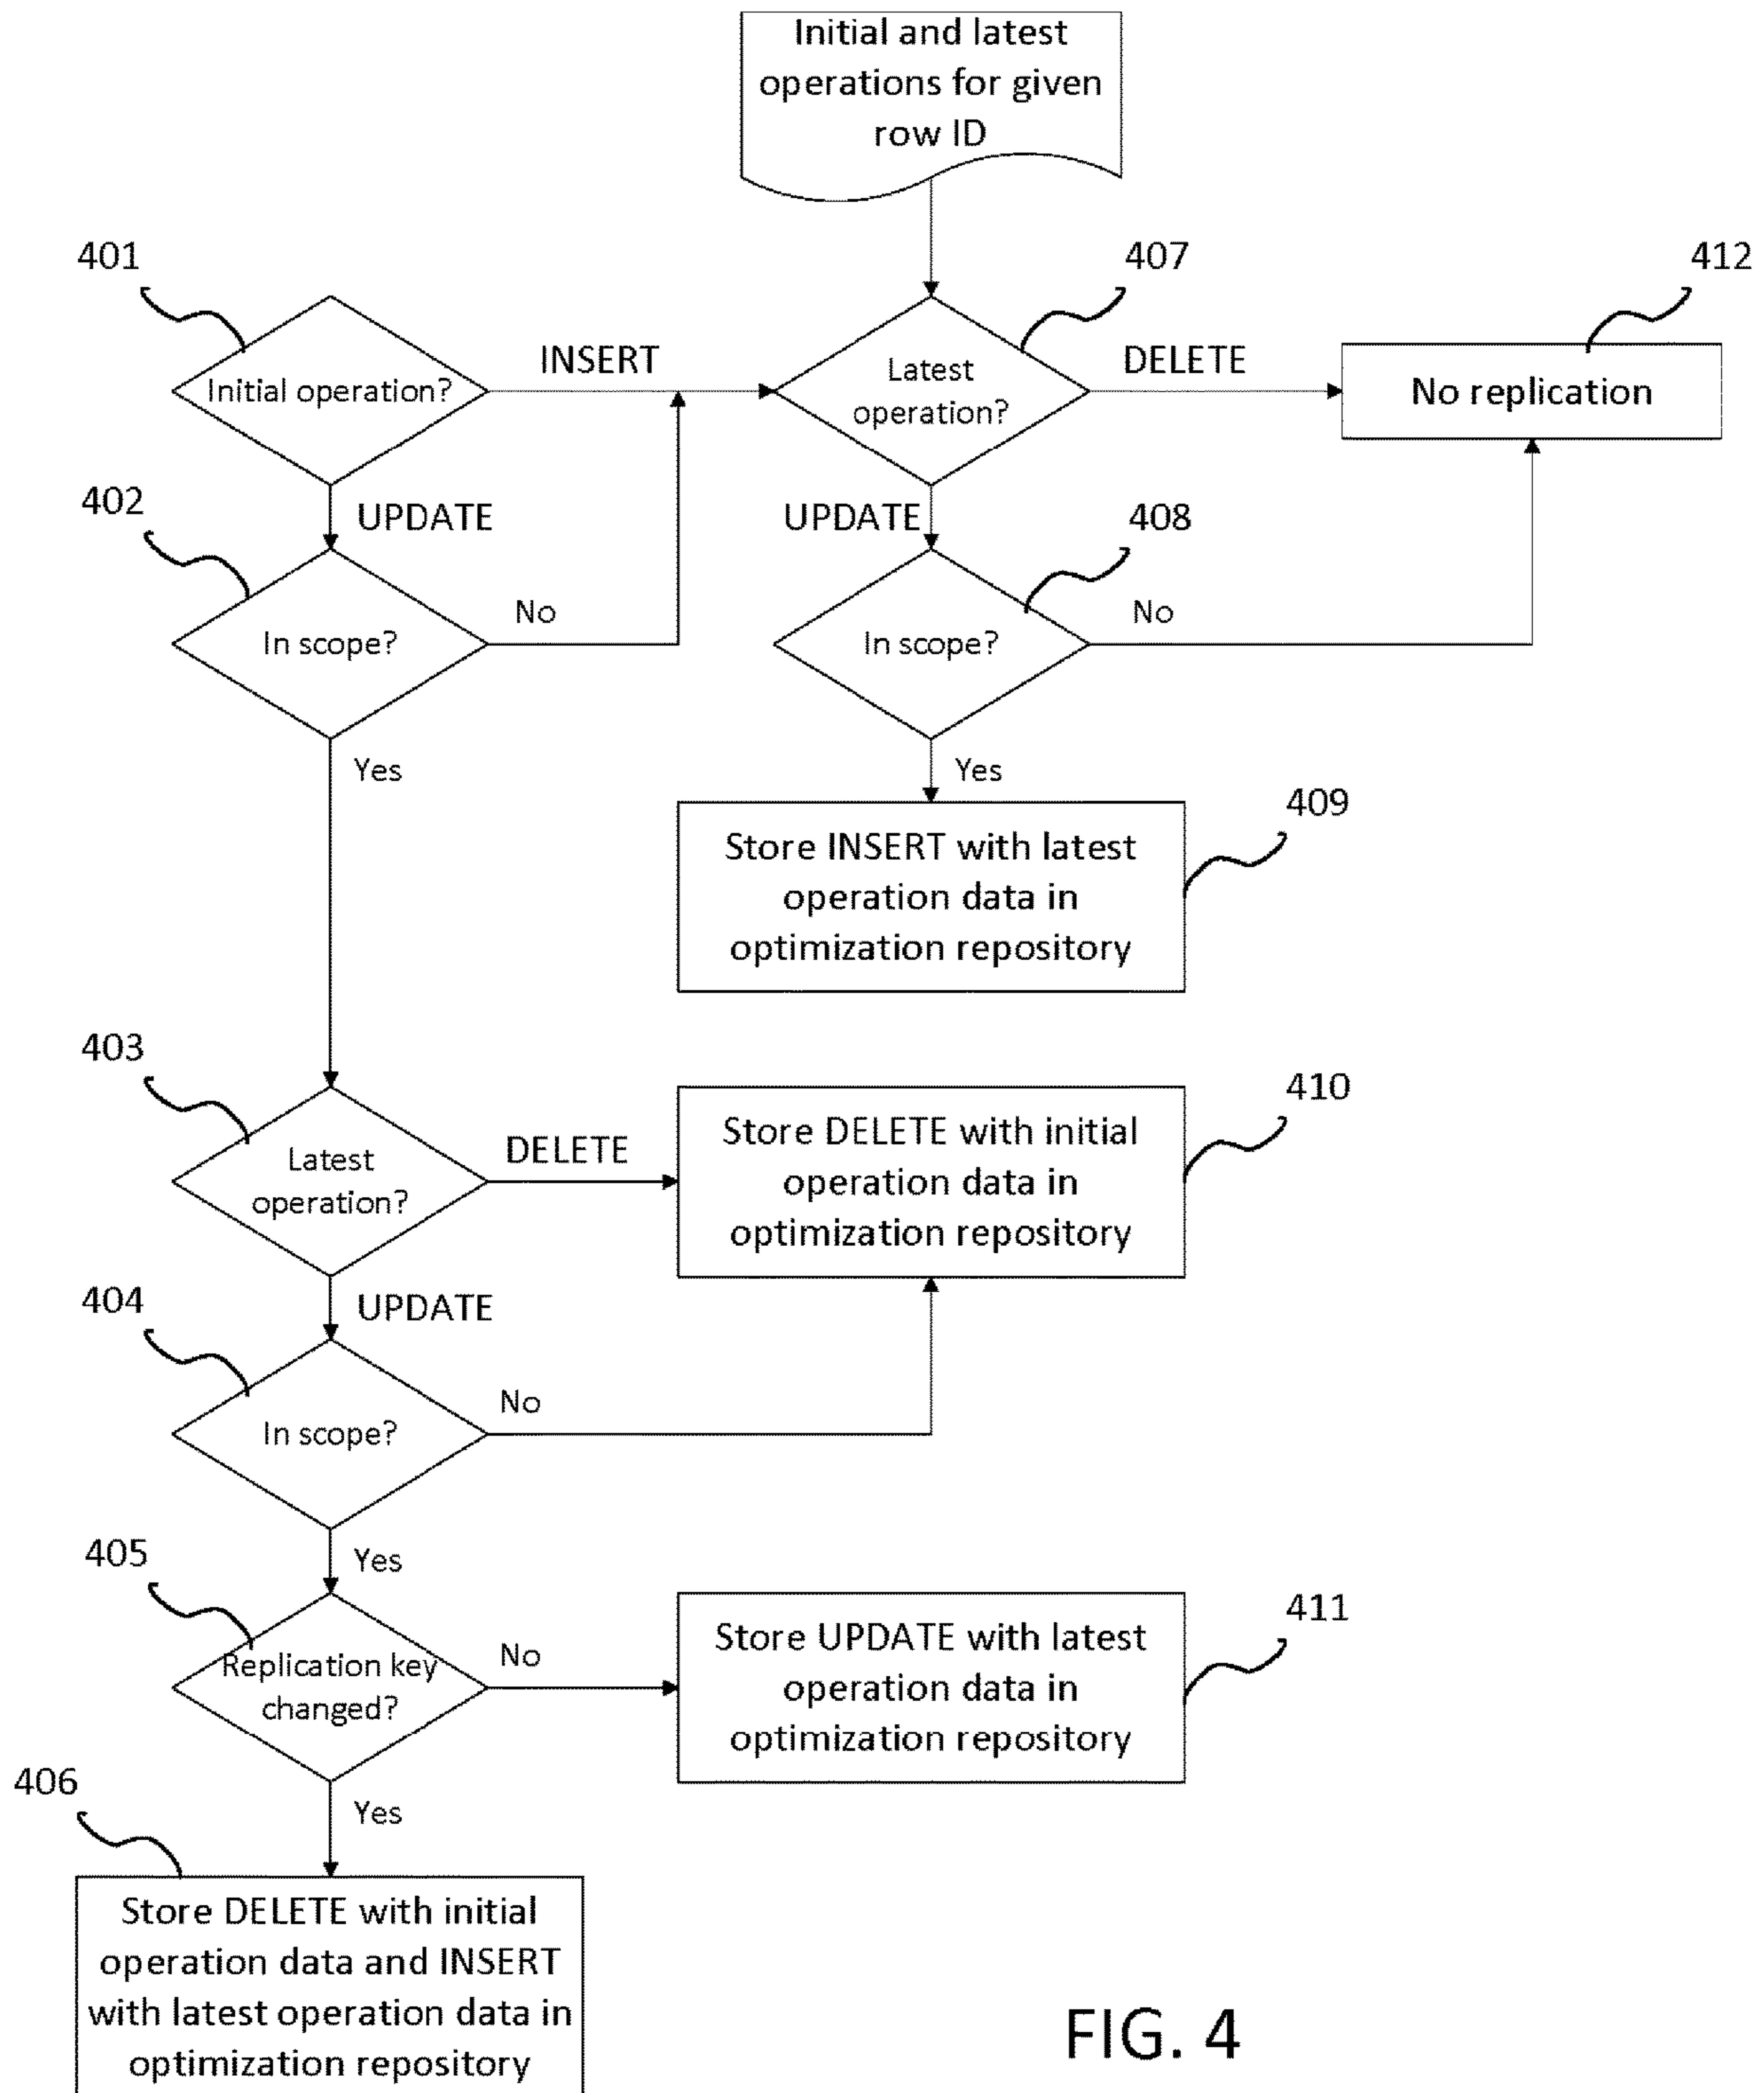 Initial and latest
operations for given
row ID
401
407
412
Initial operation?
INSERT
Latest
operation?
DELETE
No replication
402
UPDATE
UPDATE
408
In scope?
No
In scope?
No
Yes
Yes
409
Store INSERT with latest
operation data in
optimization repository
403
410
Latest
operation?
DELETE
Store DELETE with initial
operation data in
optimization repository
404
UPDATE
In scope?
No
405
Yes
411
Replication key
changed?
No
Store UPDATE with latest
operation data in
optimization repository
406
Yes
Store DELETE with initial
operation data and INSERT
with latest operation data in
optimization repository
FIG. 4